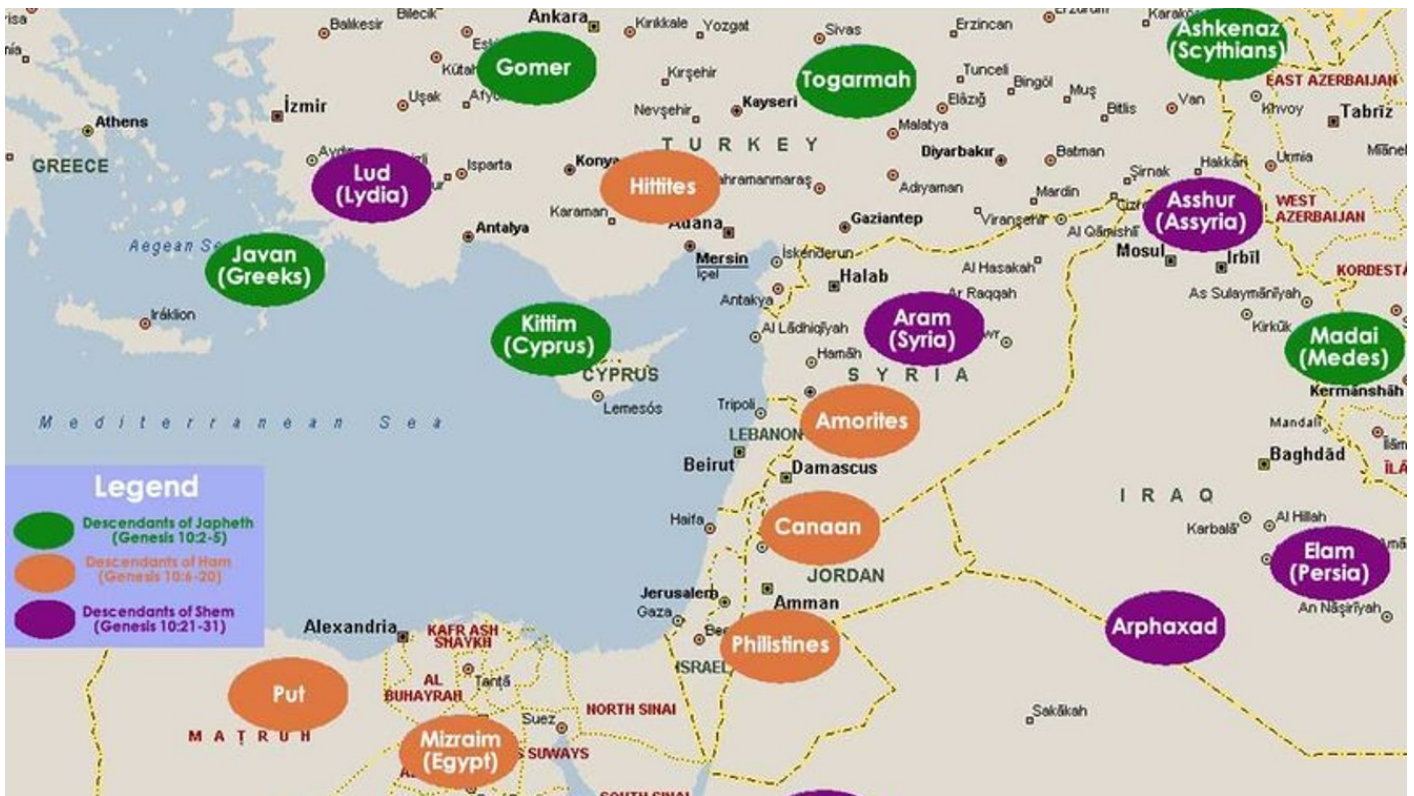 Bilecik
Balıkesir
Ankara
Kırıkkale
Yozgat
Sivas
Erzincan
Ashkenaz
(Scythians)
Gomer
Togarmah
Tunceli
Bingöl
Muş
EAST AZERBAIJAN
Kırşehir
Uşak
İzmir
Nevşehir
Kayseri
Elâzığ
Bitlis
Van
Khvoy
Tabrīz
Athens
Malatya
GREECE
TURKEY
Diyarbakır
Batman
Hakkâri
Urmia
Lud
(Lydia)
Isparta
Konya
Hittites
Adıyaman
Şırnak
Mardin
Asshur
(Assyria)
WEST
AZERBAIJAN
Karaman
Adana
Gaziantep
Viranşehir
Al Qāmishlī
Antalya
Javan
(Greeks)
Mersin
İçel
İskenderun
Halab
Al Hasakah
Mosul
Irbīl
Antakya
Ar Raqqah
As Sulaymānīyah
Iráklion
Kittim
(Cyprus)
Al Lādhiqīyah
Aram
(Syria)
Kirkūk
Madai
(Medes)
Hamāh
CYPRUS
SYRIA
Lemesós
Kermānshāh
Mediterranean Sea
Tripoli
Amorites
Mandalī
LEBANON
Beirut
Damascus
Baghdād
Legend
IRAQ
Descendants of Japheth
(Genesis 10:2-5)
Haifa
Canaan
Karbalā'
Al Hillah
Descendants of Ham
(Genesis 10:6-20)
Elam
(Persia)
JORDAN
Jerusalem
Amman
Descendants of Shem
(Genesis 10:21-31)
Gaza
An Nāşirīyah
Alexandria
KAFR ASH
SHAYKH
Philistines
Arphaxad
ISRAEL
Put
AL
BUHAYRAH
Ţanţā
NORTH SINAI
Suez
Sakākah
MAŢRUH
Mizraim
(Egypt)
SUWAYS